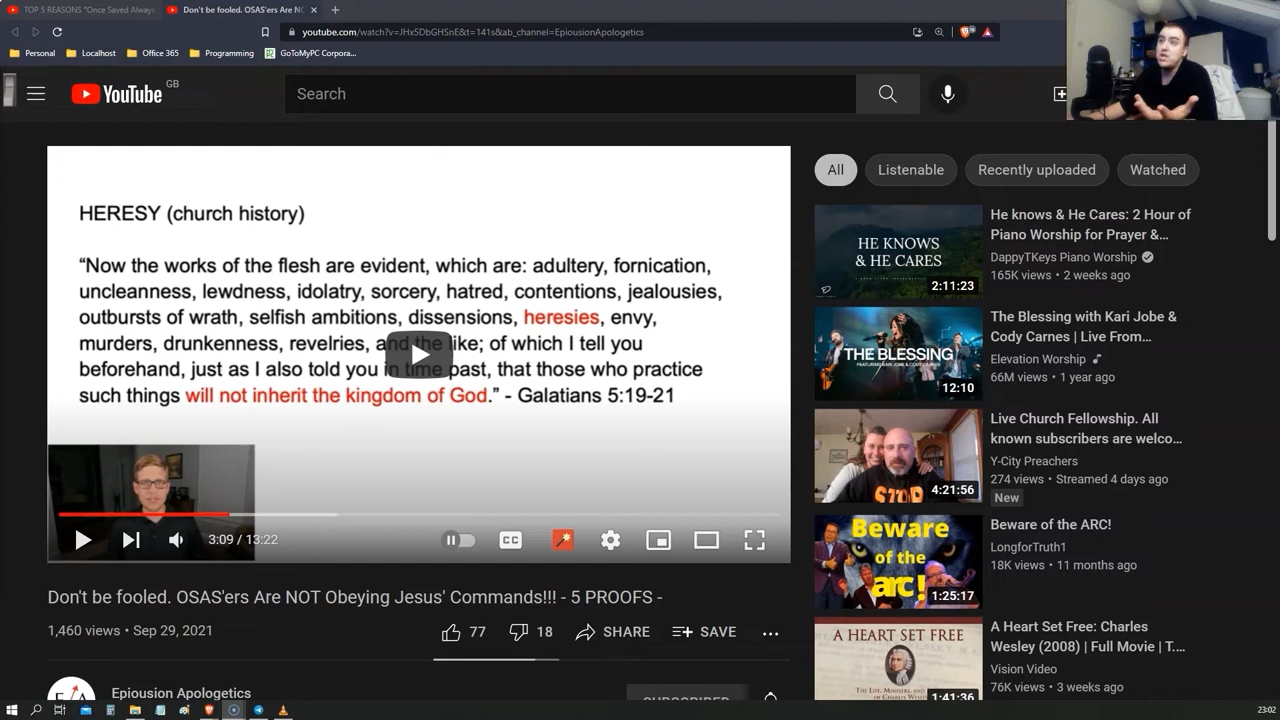 TOP 5 REASONS "Once Saved Always
Don't be fooled. OSAS'ers Are NO
youtube.com/watch?v=JHx5DbGHSnE&t=141s&ab_channel=EpiousionApologetics
Personal
Localhost
Office 365
Programming
GoToMyPC Corpora...
YouTube GB
Search
HERESY (church history)
“Now the works of the flesh are evident, which are: adultery, fornication,
uncleanness, lewdness, idolatry, sorcery, hatred, contentions, jealousies,
outbursts of wrath, selfish ambitions, dissensions, heresies, envy,
murders, drunkenness, revelries, and the like; of which I tell you
beforehand, just as I also told you in time past, that those who practice
such things will not inherit the kingdom of God.” - Galatians 5:19-21
3:09 / 13:22
CC
Don't be fooled. OSAS'ers Are NOT Obeying Jesus' Commands!!! - 5 PROOFS -
1,460 views • Sep 29, 2021
77
18
SHARE
SAVE
Epiousion Apologetics
SUBSCRIBED
All
Listenable
Recently uploaded
Watched
HE KNOWS
& HE CARES
2:11:23
He knows & He Cares: 2 Hour of
Piano Worship for Prayer &...
DappyTKeys Piano Worship
165K views • 2 weeks ago
THE BLESSING
12:10
The Blessing with Kari Jobe &
Cody Carnes | Live From...
Elevation Worship
66M views • 1 year ago
STOP
4:21:56
Live Church Fellowship. All
known subscribers are welco...
Y-City Preachers
274 views • Streamed 4 days ago
New
Beware
of the
arc!
1:25:17
Beware of the ARC!
LongforTruth1
18K views • 11 months ago
A HEART SET FREE
1:41:36
A Heart Set Free: Charles
Wesley (2008) | Full Movie | T....
Vision Video
76K views • 3 weeks ago
23:02